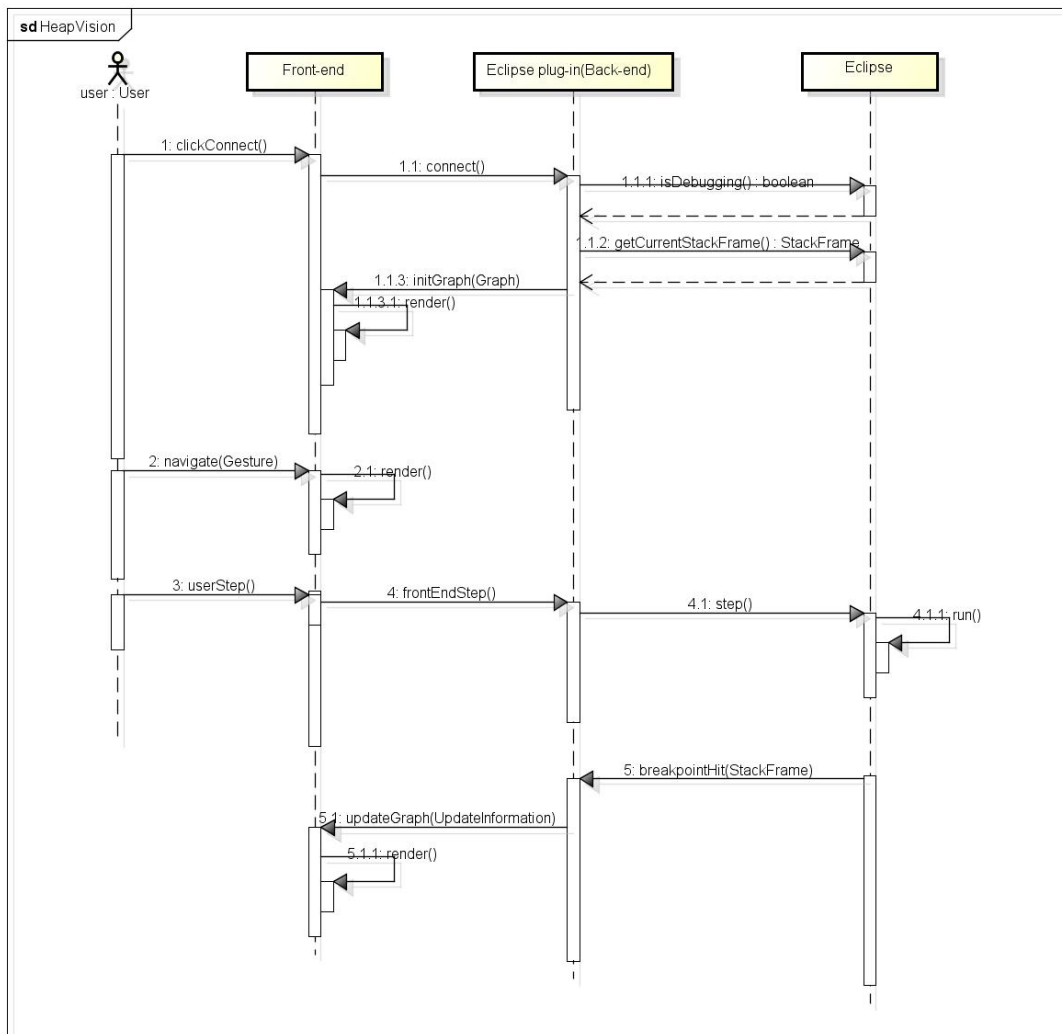 sd HeapVision
user : User
Front-end
Eclipse plug-in(Back-end)
Eclipse
1: clickConnect()
1.1: connect()
1.1.1: isDebugging() : boolean
1.1.2: getCurrentStackFrame() : StackFrame
1.1.3: initGraph(Graph)
1.1.3.1: render()
2: navigate(Gesture)
2.1: render()
3: userStep()
4: frontEndStep()
4.1: step()
4.1.1: run()
5: breakpointHit(StackFrame)
5.1: updateGraph(UpdateInformation)
5.1.1: render()